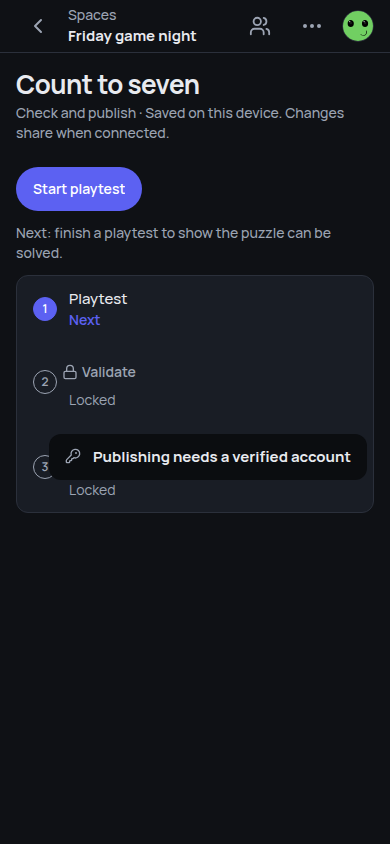 Spaces
Friday game night
Count to seven
Check and publish · Saved on this device. Changes
share when connected.
Start playtest
Next: finish a playtest to show the puzzle can be
solved.
1
Playtest
Next
2
Validate
Locked
3
Publishing needs a verified account
Locked